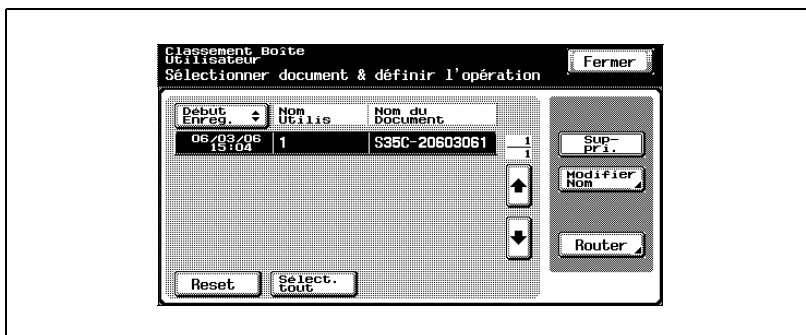 Classement Boîte
Utilisateur
Sélectionner document & définir l'opération
Fermer
Début
Enreg.
Nom
Utilis
Nom du
Document
06/03/06
15:04
1
S35C-20603061
1
1
Sup-
pri.
Modifier
Nom
Router
Reset
Sélect.
tout